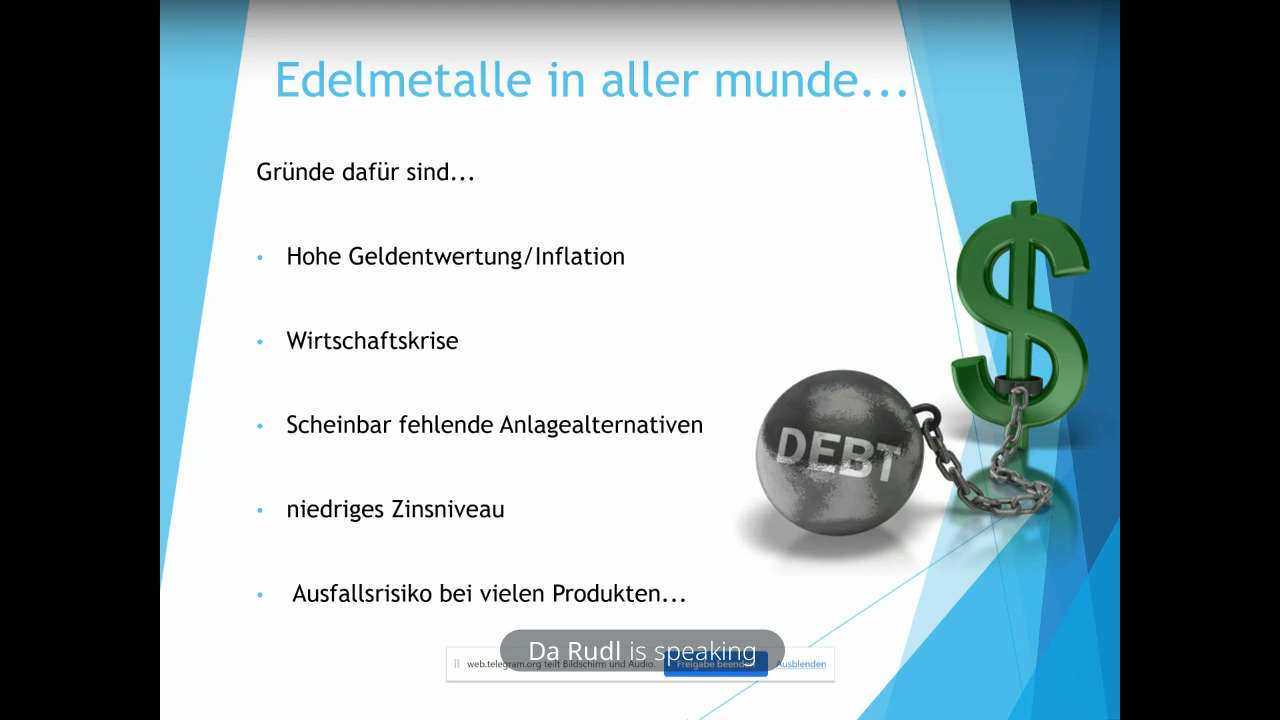 Edelmetalle in aller munde...
Gründe dafür sind...
• Hohe Geldentwertung/Inflation
• Wirtschaftskrise
• Scheinbar fehlende Anlagealternativen
DEBT
• niedriges Zinsniveau
• Ausfallsrisiko bei vielen Produkten...
Da Rudl is speaking
web.telegram.org teilt Bildschirm und Audio. Freigabe beenden Ausblenden